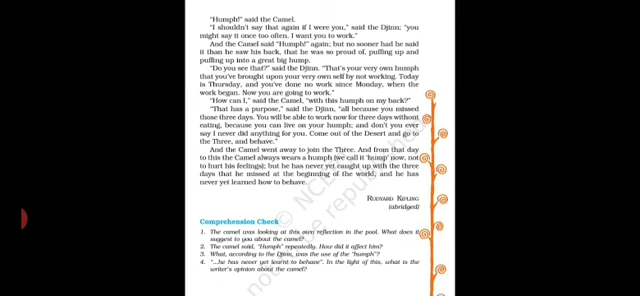 "Humph!" said the Camel.
"I shouldn't say that again if I were you," said the Djinn; "you
might say it once too often. I want you to work."
And the Camel said "Humph!" again; but no sooner had he said
it than he saw his back, that he was so proud of, puffing up and
puffing up into a great big hump.
"Do you see that?" said the Djinn. "That's your very own humph
that you've brought upon your very own self by not working. Today
is Thursday, and you've done no work since Monday, when the
work began. Now you are going to work."
"How can I," said the Camel, "with this humph on my back?"
"That has a purpose," said the Djinn, "all because you missed
those three days. You will be able to work now for three days without
eating, because you can live on your humph; and don't you ever
say I never did anything for you. Come out of the Desert and go to
the Three, and behave."
And the Camel went away to join the Three. And from that day
to this the Camel always wears a humph (we call it 'hump' now, not
to hurt his feelings); but he has never yet caught up with the three
days that he missed at the beginning of the world, and he has
never yet learned how to behave.
RUDYARD KIPLING
(abridged)
Comprehension Check
1. The camel was looking at this own reflection in the pool. What does it
suggest to you about the camel?
2. The camel said, "Humph" repeatedly. How did it affect him?
3. What, according to the Djinn, was the use of the "humph"?
4. "...he has never yet learnt to behave". In the light of this, what is the
writer's opinion about the camel?
© NCE
be republished